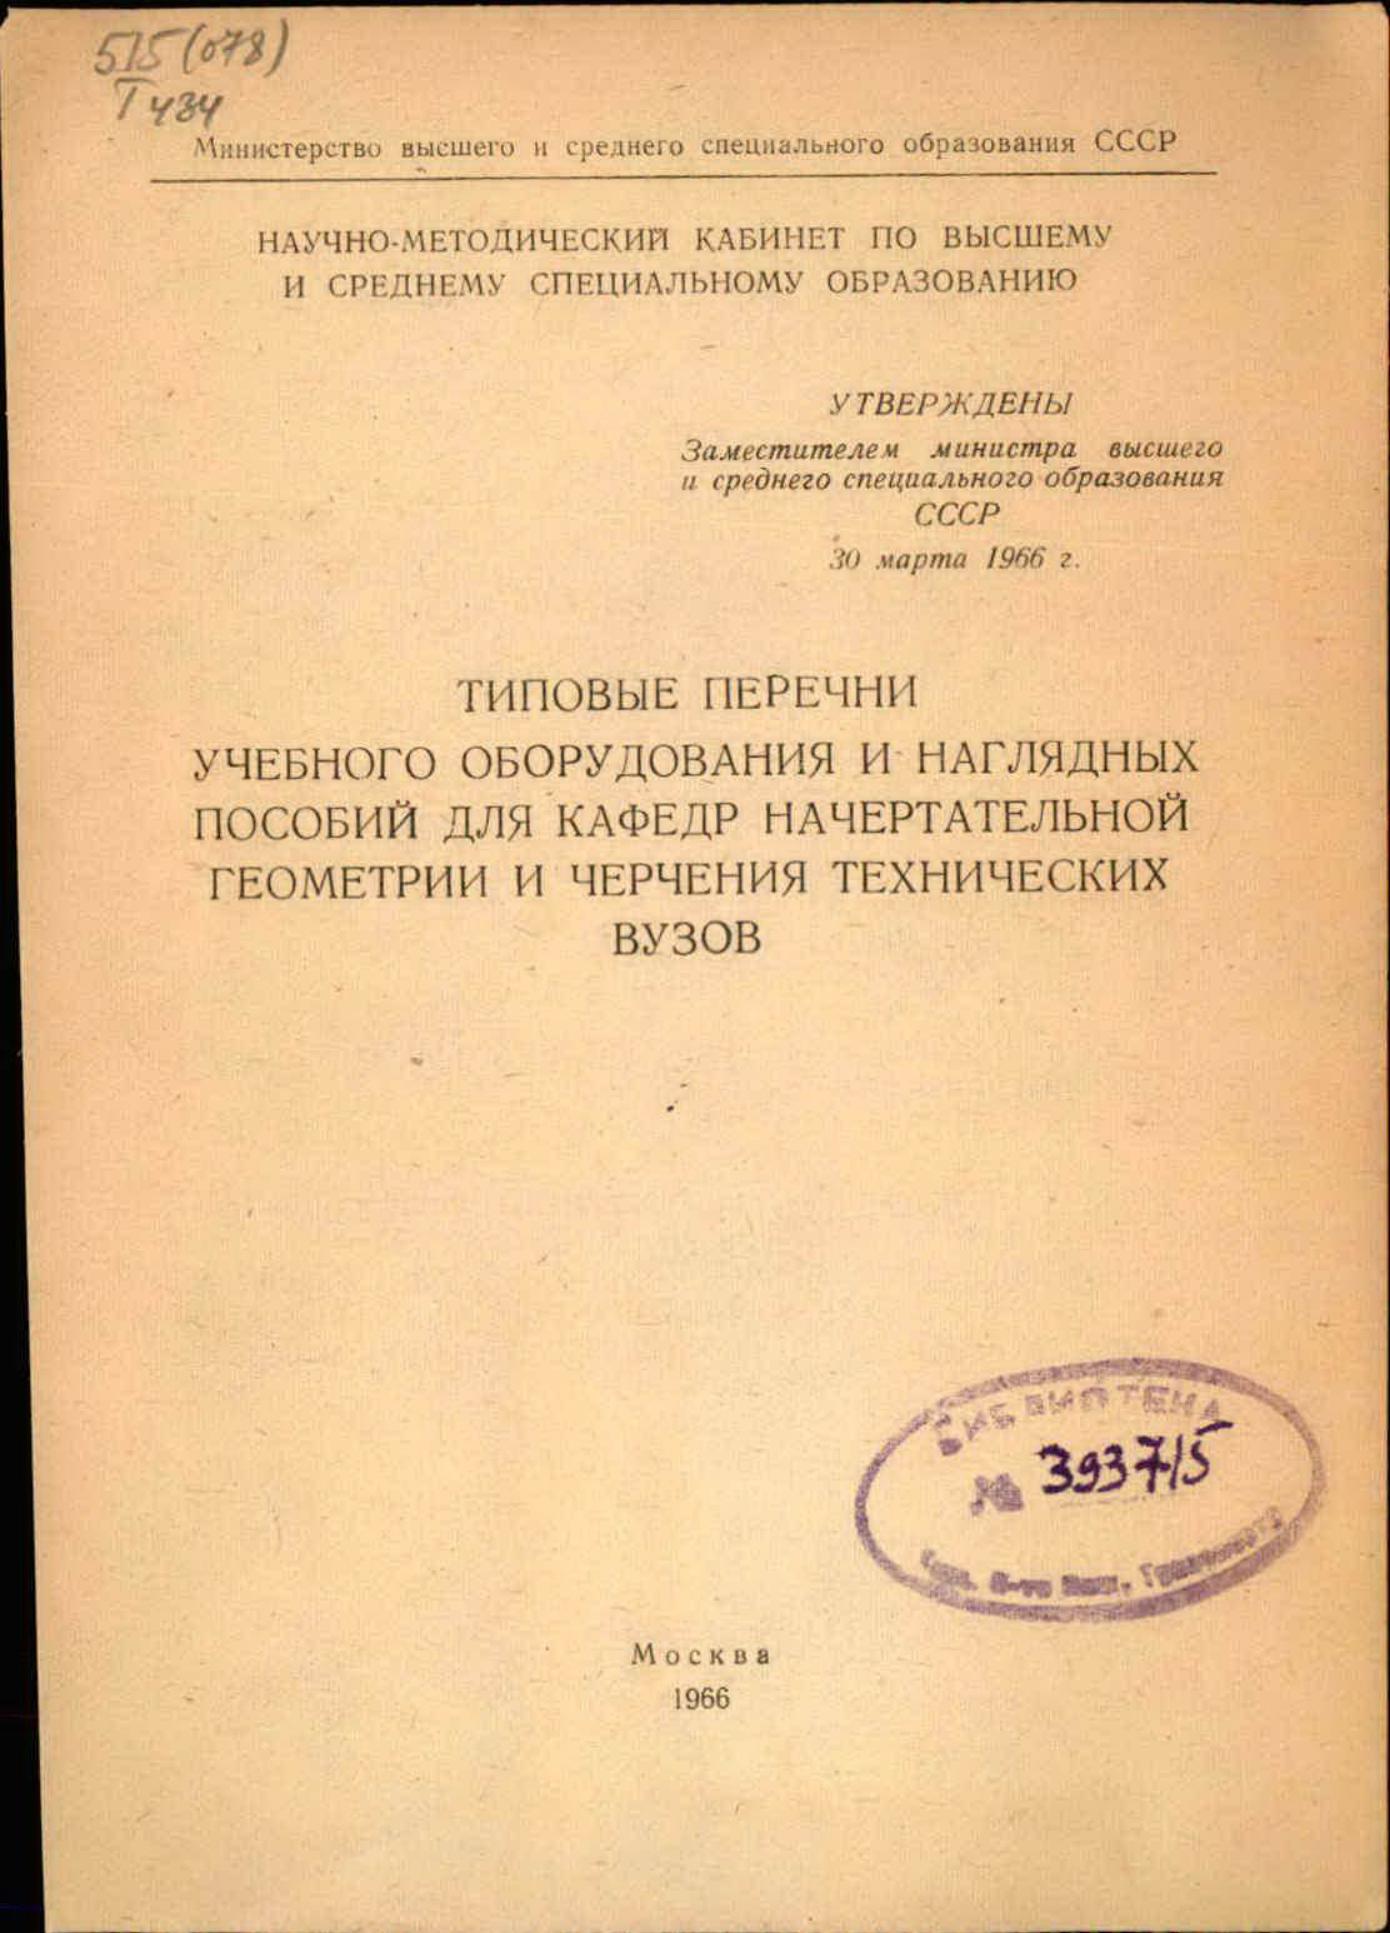 515(078)
Т434
Министерство высшего и среднего специального образования СССР
НАУЧНО-МЕТОДИЧЕСКИЙ КАБИНЕТ ПО ВЫСШЕМУ
И СРЕДНЕМУ СПЕЦИАЛЬНОМУ ОБРАЗОВАНИЮ
УТВЕРЖДЕНЫ
Заместителем министра высшего
и среднего специального образования
СССР
30 марта 1966 г.
ТИПОВЫЕ ПЕРЕЧНИ
УЧЕБНОГО ОБОРУДОВАНИЯ И НАГЛЯДНЫХ
ПОСОБИЙ ДЛЯ КАФЕДР НАЧЕРТАТЕЛЬНОЙ
ГЕОМЕТРИИ И ЧЕРЧЕНИЯ ТЕХНИЧЕСКИХ
ВУЗОВ
БИБЛИОТЕКА
№ 393715
Москва
1966